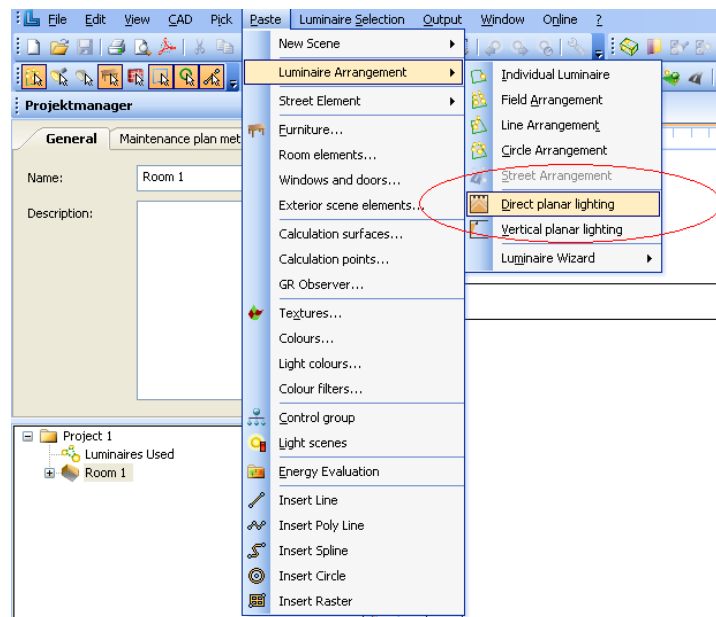 File Edit View CAD Pick Paste Luminaire Selection Output Window Online ?
New Scene
Luminaire Arrangement
Street Element
Furniture...
Room elements...
Windows and doors...
Exterior scene elements...
Calculation surfaces...
Calculation points...
GR Observer...
Textures...
Colours...
Light colours...
Colour filters...
Control group
Light scenes
Energy Evaluation
Insert Line
Insert Poly Line
Insert Spline
Insert Circle
Insert Raster
Individual Luminaire
Field Arrangement
Line Arrangement
Circle Arrangement
Street Arrangement
Direct planar lighting
Vertical planar lighting
Luminaire Wizard
Projektmanager
General Maintenance plan met
Name: Room 1
Description:
Project 1
Luminaires Used
Room 1